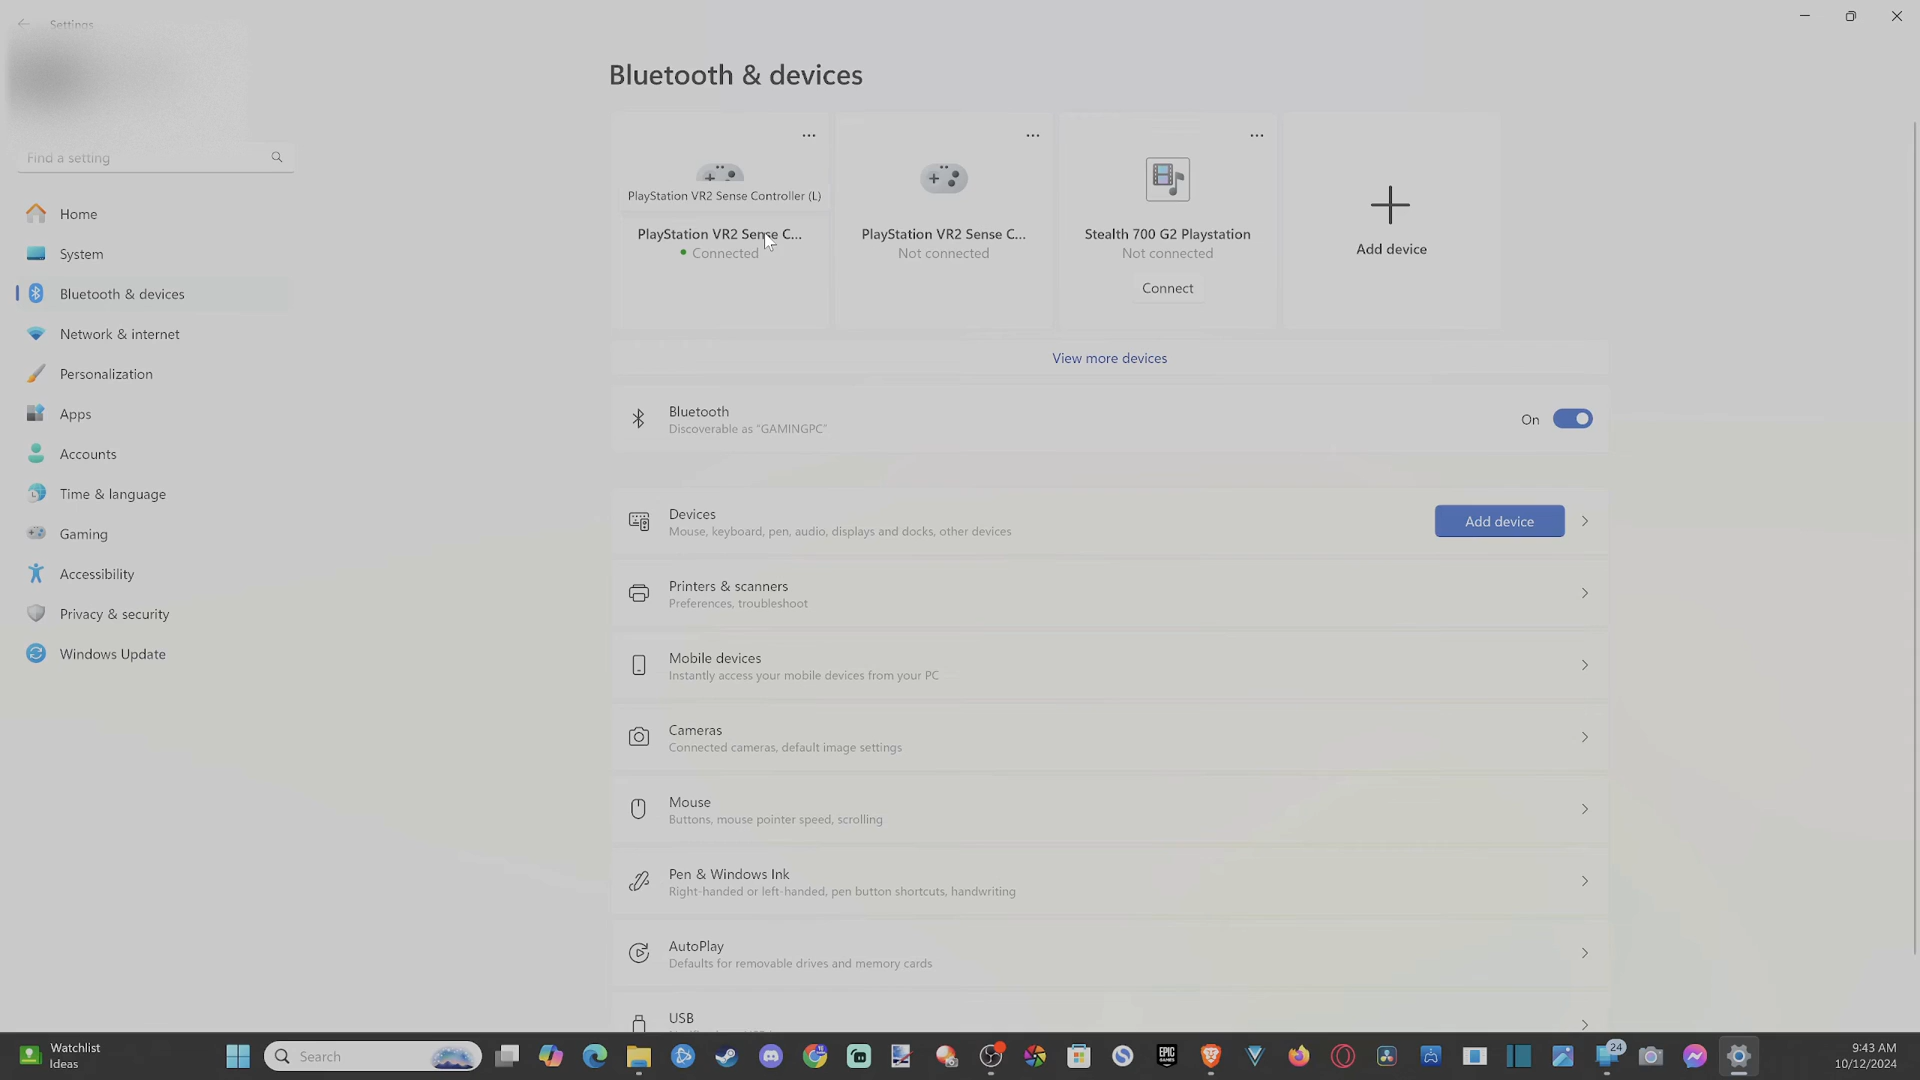 Settings
Bluetooth & devices
Find a setting
Home
System
Bluetooth & devices
Network & internet
Personalization
Apps
Accounts
Time & language
Gaming
Accessibility
Privacy & security
Windows Update
PlayStation VR2 Sense Controller (L)
PlayStation VR2 Sense C...
Connected
PlayStation VR2 Sense C...
Not connected
Stealth 700 G2 Playstation
Not connected
Connect
Add device
View more devices
Bluetooth
Discoverable as "GAMINGPC"
On
Devices
Mouse, keyboard, pen, audio, displays and docks, other devices
Add device
Printers & scanners
Preferences, troubleshoot
Mobile devices
Instantly access your mobile devices from your PC
Cameras
Connected cameras, default image settings
Mouse
Buttons, mouse pointer speed, scrolling
Pen & Windows Ink
Right-handed or left-handed, pen button shortcuts, handwriting
AutoPlay
Defaults for removable drives and memory cards
USB
Watchlist
Ideas
Search
EPIC
GAMES
24
9:43 AM
10/12/2024